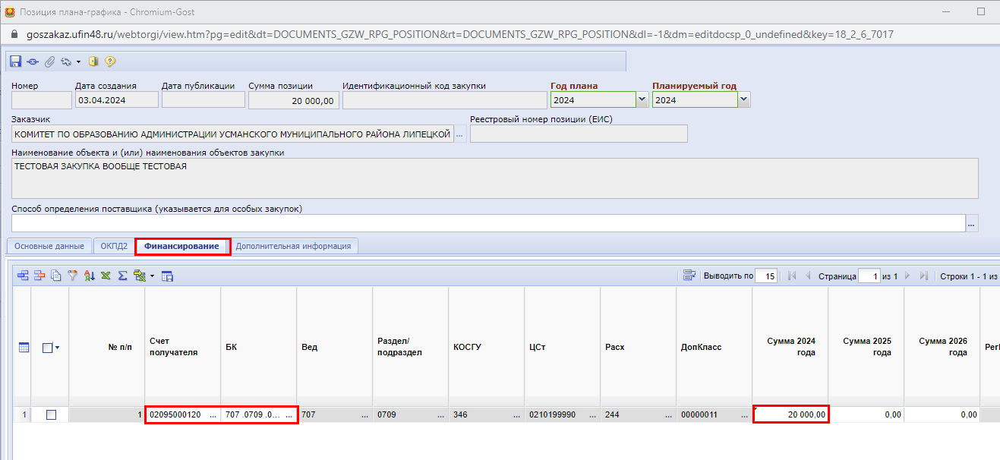 Позиция плана-графика - Chromium-Gost
goszakaz.ufin48.ru/webtorgi/view.htm?pg=edit&dt=DOCUMENTS_GZW_RPG_POSITION&rt=DOCUMENTS_GZW_RPG_POSITION&dl=-1&dm=editdocsp_0_undefined&key=18_2_6_7017
Номер Дата создания Дата публикации Сумма позиции Идентификационный код закупки Год плана Планируемый год
03.04.2024 20 000,00 2024 2024
Заказчик Реестровый номер позиции (ЕИС)
КОМИТЕТ ПО ОБРАЗОВАНИЮ АДМИНИСТРАЦИИ УСМАНСКОГО МУНИЦИПАЛЬНОГО РАЙОНА ЛИПЕЦКОЙ ...
Наименование объекта и (или) наименования объектов закупки
ТЕСТОВАЯ ЗАКУПКА ВООБЩЕ ТЕСТОВАЯ
Способ определения поставщика (указывается для особых закупок)
...
Основные данные ОКПД2 Финансирование Дополнительная информация
Выводить по 15 Страница 1 из 1 Строки 1 - 1 из
№ п/п Счет получателя БК Вед Раздел/ подраздел КОСГУ ЦСт Расх ДопКласс Сумма 2024 года Сумма 2025 года Сумма 2026 года
1 1 02095000120 ... 707 .0709 .0... ... 707 ... 0709 ... 346 ... 0210199990 ... 244 ... 00000011 ... 20 000,00 0,00 0,00